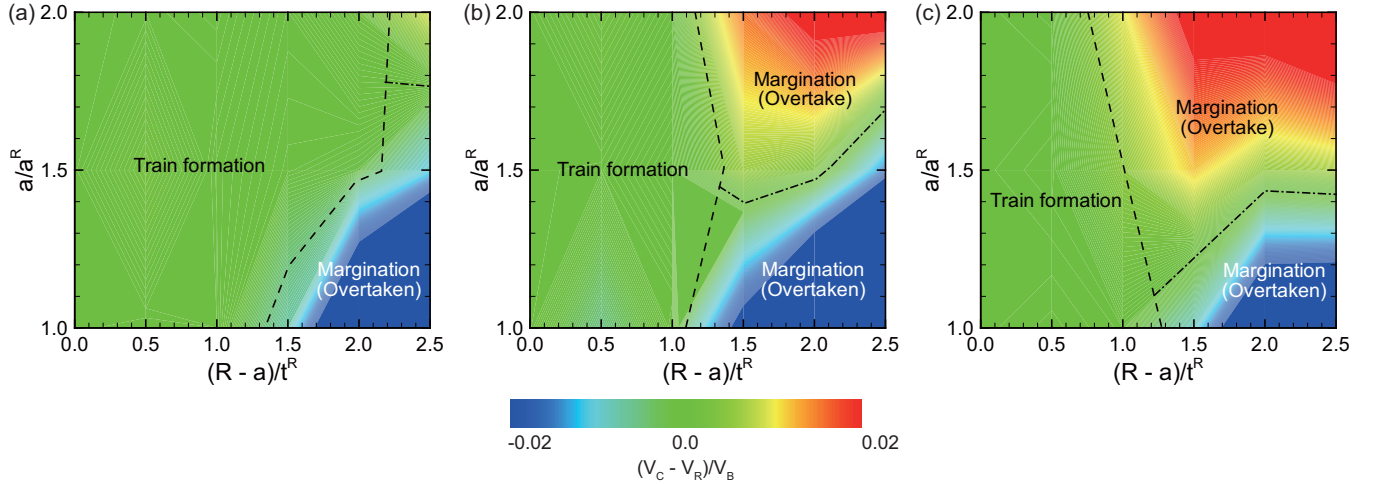 (a)
2.0
a/a^R
1.5
1.0
Train formation
Margination
(Overtaken)
0.0 0.5 1.0 1.5 2.0 2.5
(R - a)/t^R
(b)
2.0
a/a^R
1.5
1.0
Margination
(Overtake)
Train formation
Margination
(Overtaken)
0.0 0.5 1.0 1.5 2.0 2.5
(R - a)/t^R
(c)
2.0
a/a^R
1.5
1.0
Margination
(Overtake)
Train formation
Margination
(Overtaken)
0.0 0.5 1.0 1.5 2.0 2.5
(R - a)/t^R
-0.02 0.0 0.02
(V_C - V_R)/V_B